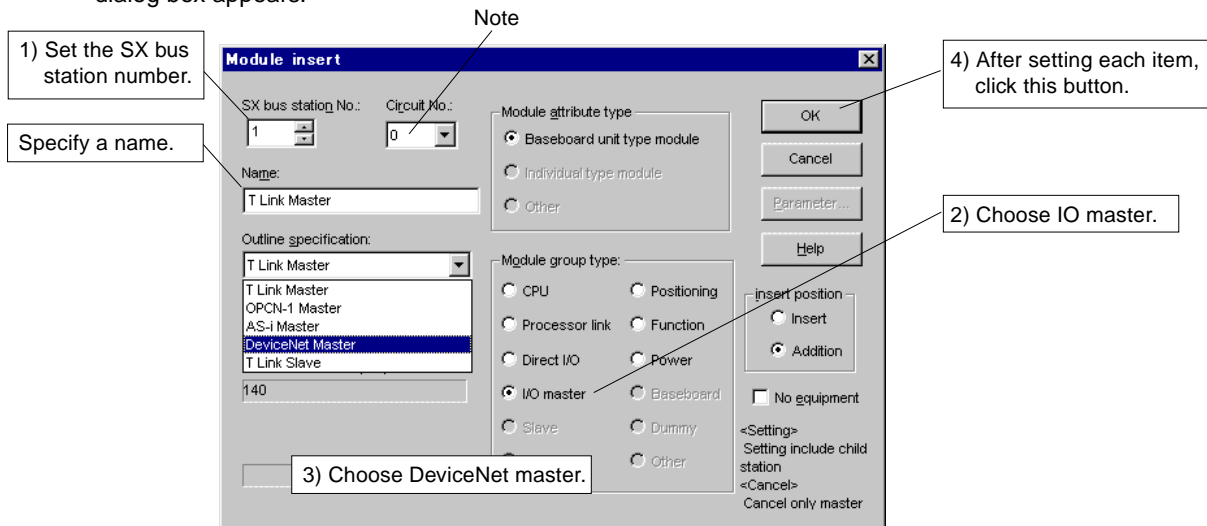 dialog box appears.
Note
1) Set the SX bus
station number.
Specify a name.
Module insert
SX bus station No.:
Circuit No.:
1
0
Name:
T Link Master
Outline specification:
T Link Master
T Link Master
OPCN-1 Master
AS-i Master
DeviceNet Master
T Link Slave
140
3) Choose DeviceNet master.
Module attribute type
Baseboard unit type module
Individual type module
Other
Module group type:
CPU
Positioning
Processor link
Function
Direct I/O
Power
I/O master
Baseboard
Slave
Dummy
Other
OK
Cancel
Parameter...
Help
insert position
Insert
Addition
No equipment
<Setting>
Setting include child
station
<Cancel>
Cancel only master
4) After setting each item,
click this button.
2) Choose IO master.